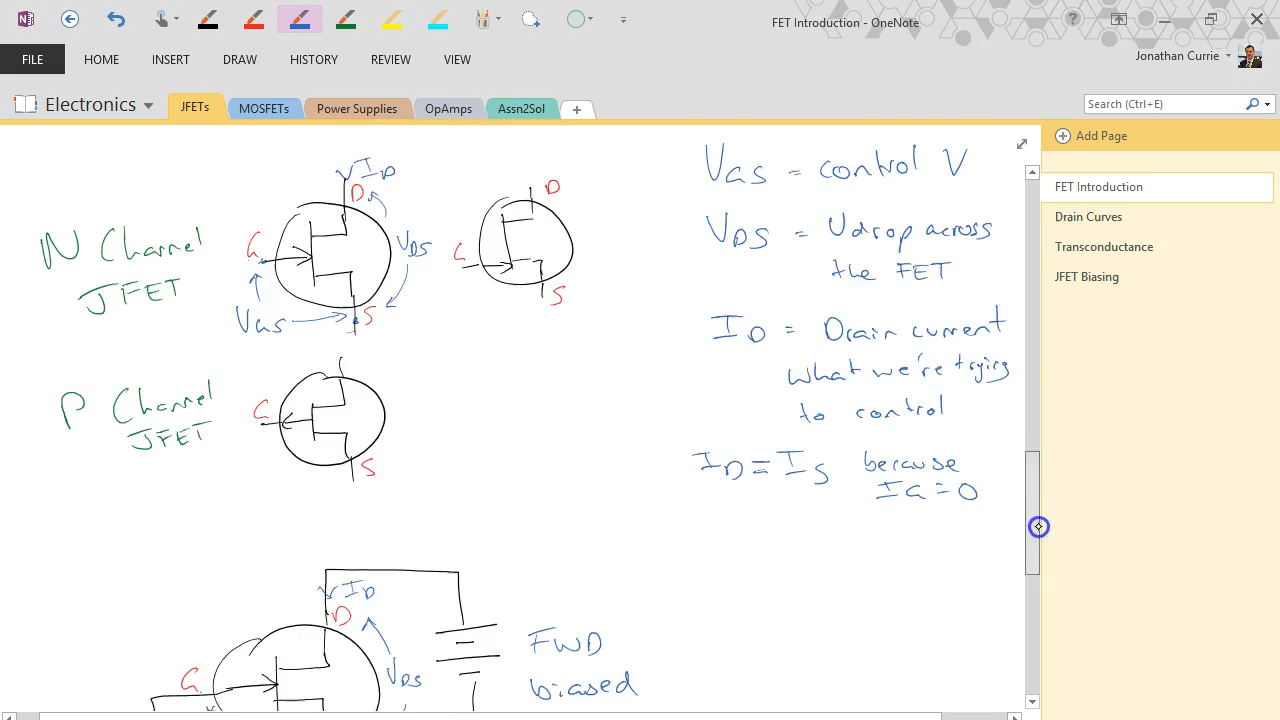 FET Introduction - OneNote
Jonathan Currie
FILE HOME INSERT DRAW HISTORY REVIEW VIEW
Electronics JFETs MOSFETs Power Supplies OpAmps Assn2Sol
Search (Ctrl+E)
Add Page
FET Introduction
Drain Curves
Transconductance
JFET Biasing
N Channel
JFET
ID
D
G
VDS
VGS
S
D
G
S
P Channel
JFET
G
S
VGS = control V
VDS = Vdrop across
the FET
ID = Drain current
what we're trying
to control
ID = IS because
IG = 0
ID
D
G
VDS
FWD
biased